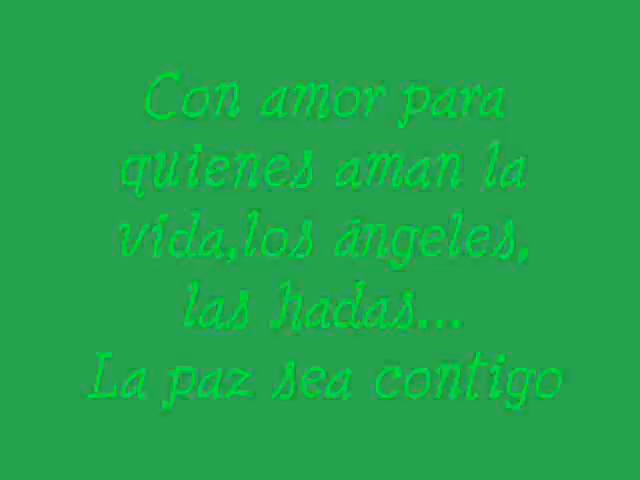 Con amor para
quienes aman la
vida,los ángeles,
las hadas...
La paz sea contigo